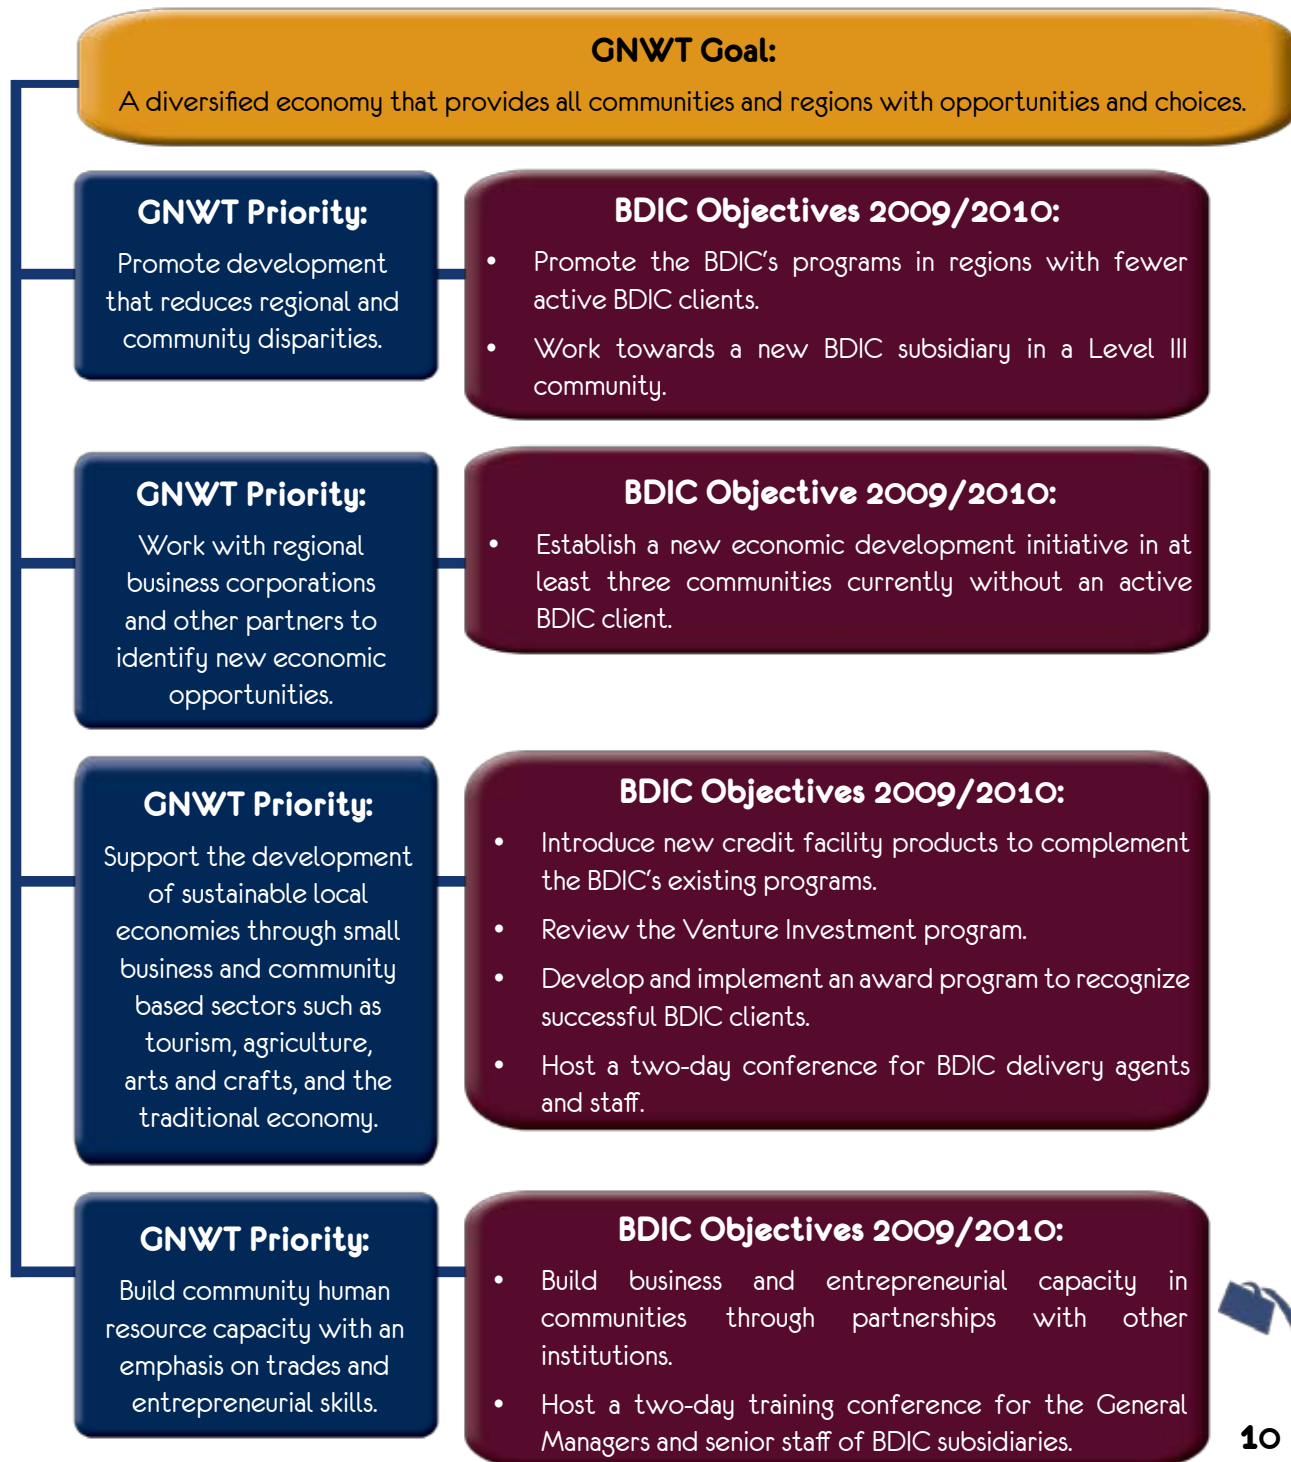 GNWT Goal:
A diversified economy that provides all communities and regions with opportunities and choices.
GNWT Priority:
Promote development
that reduces regional and
community disparities.
BDIC Objectives 2009/2010:
• Promote the BDIC's programs in regions with fewer
active BDIC clients.
• Work towards a new BDIC subsidiary in a Level III
community.
GNWT Priority:
Work with regional
business corporations
and other partners to
identify new economic
opportunities.
BDIC Objective 2009/2010:
• Establish a new economic development initiative in at
least three communities currently without an active
BDIC client.
GNWT Priority:
Support the development
of sustainable local
economies through small
business and community
based sectors such as
tourism, agriculture,
arts and crafts, and the
traditional economy.
BDIC Objectives 2009/2010:
• Introduce new credit facility products to complement
the BDIC's existing programs.
• Review the Venture Investment program.
• Develop and implement an award program to recognize
successful BDIC clients.
• Host a two-day conference for BDIC delivery agents
and staff.
GNWT Priority:
Build community human
resource capacity with an
emphasis on trades and
entrepreneurial skills.
BDIC Objectives 2009/2010:
• Build business and entrepreneurial capacity in
communities through partnerships with other
institutions.
• Host a two-day training conference for the General
Managers and senior staff of BDIC subsidiaries.
10